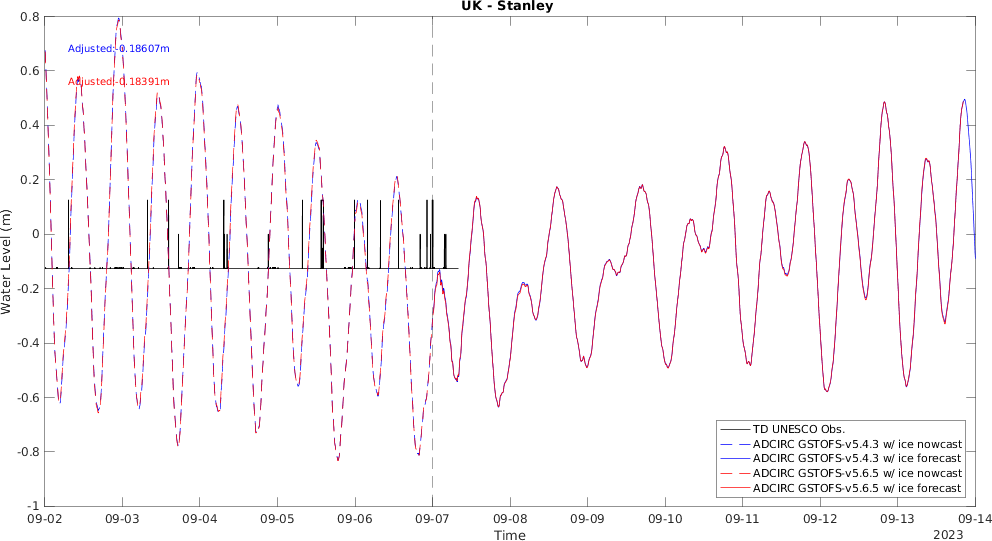 UK - Stanley
Adjusted:-0.18607m
Adjusted:-0.18391m
Water Level (m)
0.8
0.6
0.4
0.2
0
-0.2
-0.4
-0.6
-0.8
-1
TD UNESCO Obs.
ADCIRC GSTOFS-v5.4.3 w/ ice nowcast
ADCIRC GSTOFS-v5.4.3 w/ ice forecast
ADCIRC GSTOFS-v5.6.5 w/ ice nowcast
ADCIRC GSTOFS-v5.6.5 w/ ice forecast
09-02 09-03 09-04 09-05 09-06 09-07 09-08 09-09 09-10 09-11 09-12 09-13 09-14
Time
2023